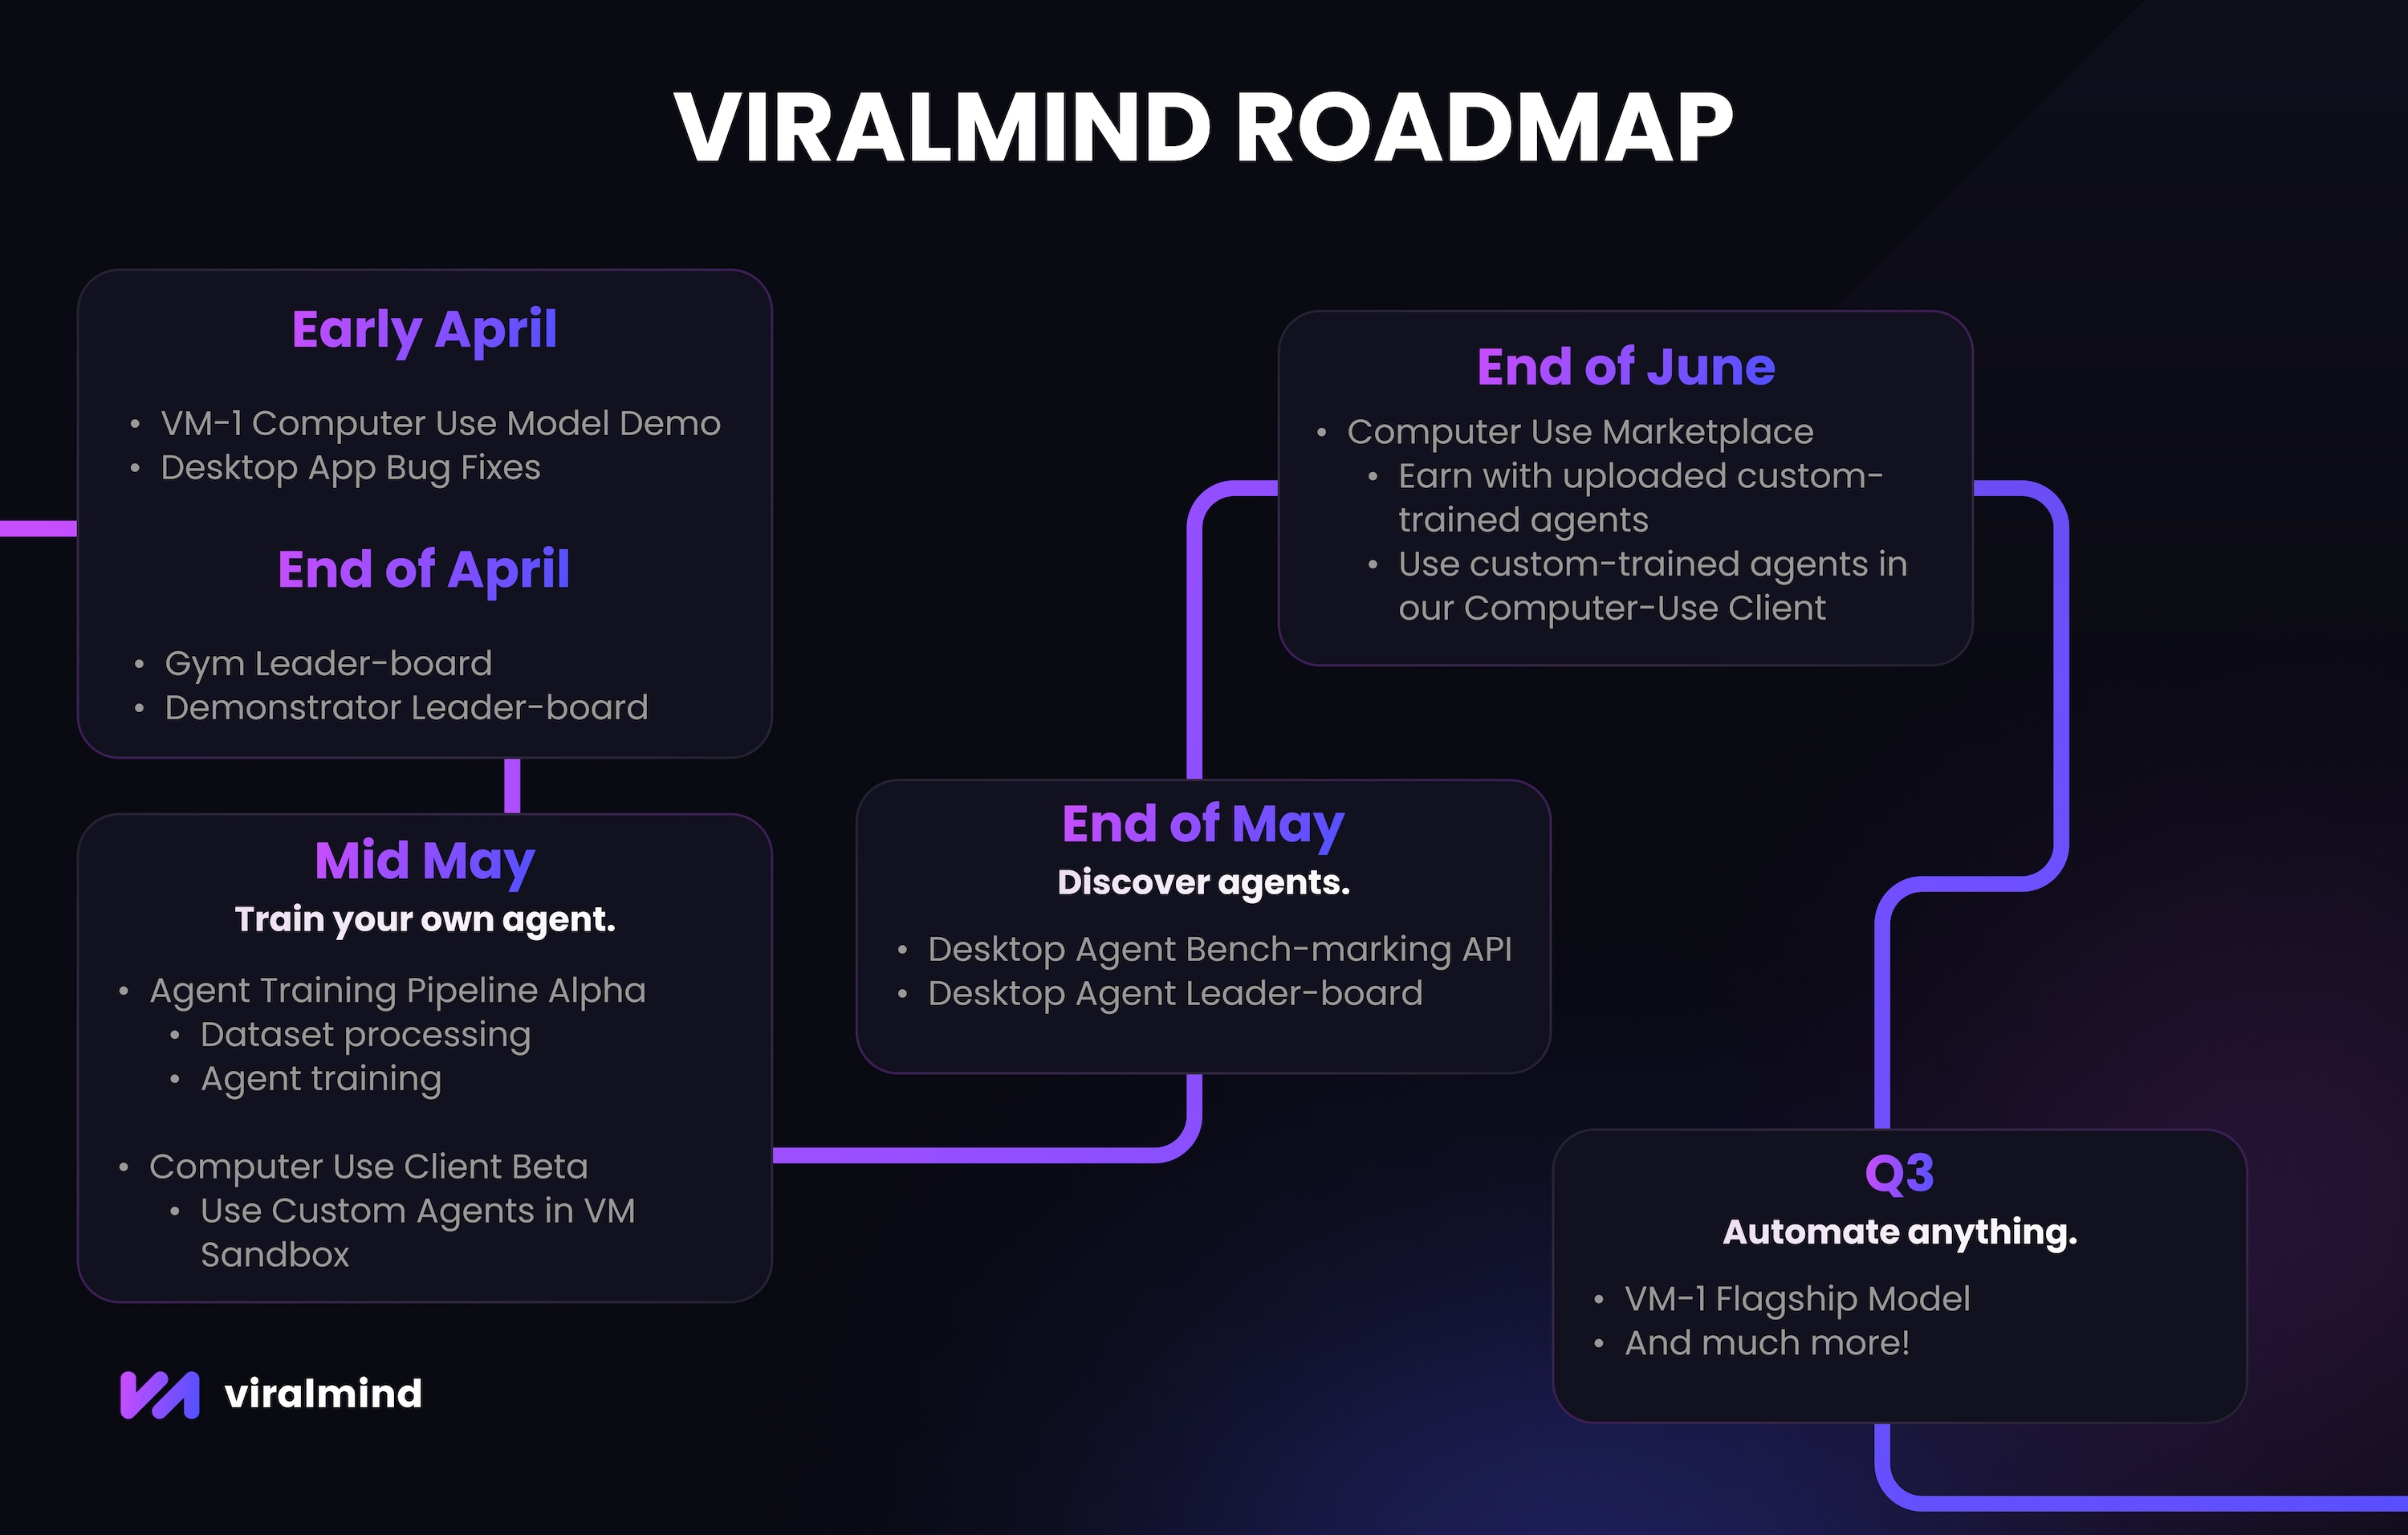 VIRALMIND ROADMAP
Early April
• VM-1 Computer Use Model Demo
• Desktop App Bug Fixes
End of April
• Gym Leader-board
• Demonstrator Leader-board
Mid May
Train your own agent.
• Agent Training Pipeline Alpha
• Dataset processing
• Agent training
• Computer Use Client Beta
• Use Custom Agents in VM
Sandbox
End of May
Discover agents.
• Desktop Agent Bench-marking API
• Desktop Agent Leader-board
End of June
• Computer Use Marketplace
• Earn with uploaded custom-
trained agents
• Use custom-trained agents in
our Computer-Use Client
Q3
Automate anything.
• VM-1 Flagship Model
• And much more!
viralmind